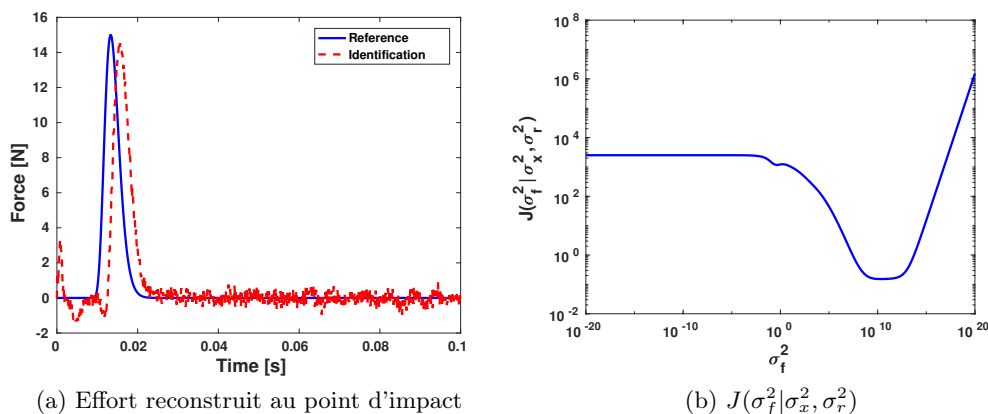 16
14
12
10
8
6
4
2
0
-2
Force [N]
Reference
Identification
0 0.02 0.04 0.06 0.08 0.1
Time [s]
(a) Effort reconstruit au point d'impact
10^8
10^6
10^4
10^2
10^0
10^-2
J(σ_f^2|σ_x^2,σ_r^2)
10^-20 10^-10 10^0 10^10 10^20
σ_f^2
(b) J(σ_f^2|σ_x^2, σ_r^2)